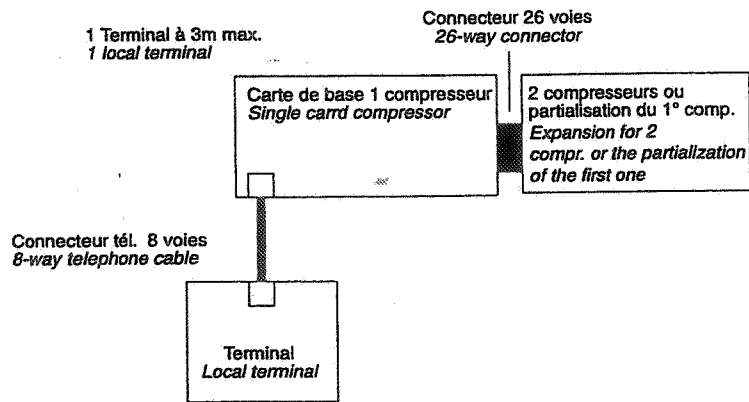 1 Terminal à 3m max.
1 local terminal
Connecteur 26 voies
26-way connector
Carte de base 1 compresseur
Single carrd compressor
2 compresseurs ou
partialisation du 1° comp.
Expansion for 2
compr. or the partialization
of the first one
Connecteur tél. 8 voies
8-way telephone cable
Terminal
Local terminal